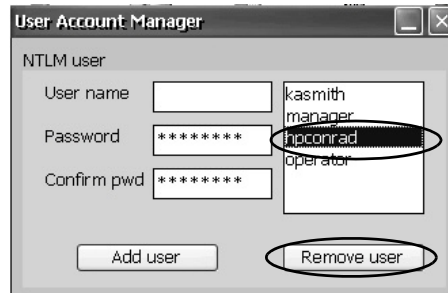 User Account Manager
NTLM user
User name
Password ********
Confirm pwd ********
kasmith
manager
hpconrad
operator
Add user
Remove user